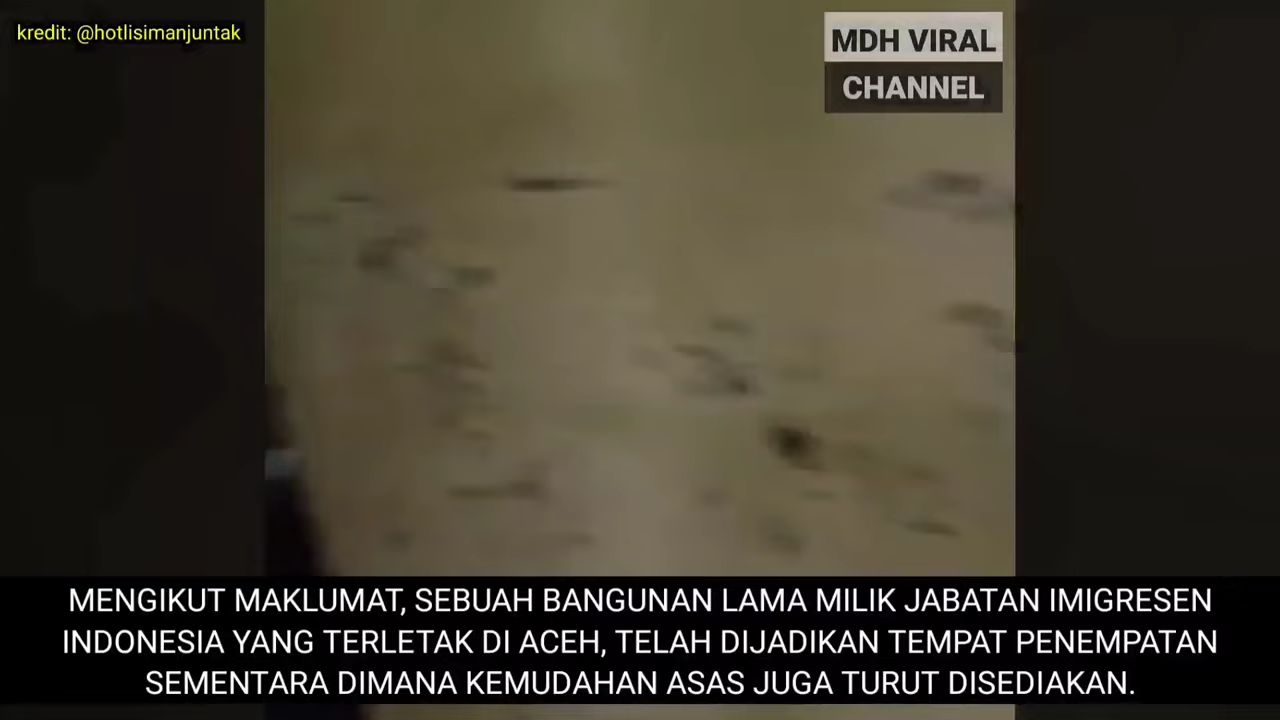 kredit: @hotlisimanjuntak
MDH VIRAL
CHANNEL
MENGIKUT MAKLUMAT, SEBUAH BANGUNAN LAMA MILIK JABATAN IMIGRESEN
INDONESIA YANG TERLETAK DI ACEH, TELAH DIJADIKAN TEMPAT PENEMPATAN
SEMENTARA DIMANA KEMUDAHAN ASAS JUGA TURUT DISEDIAKAN.